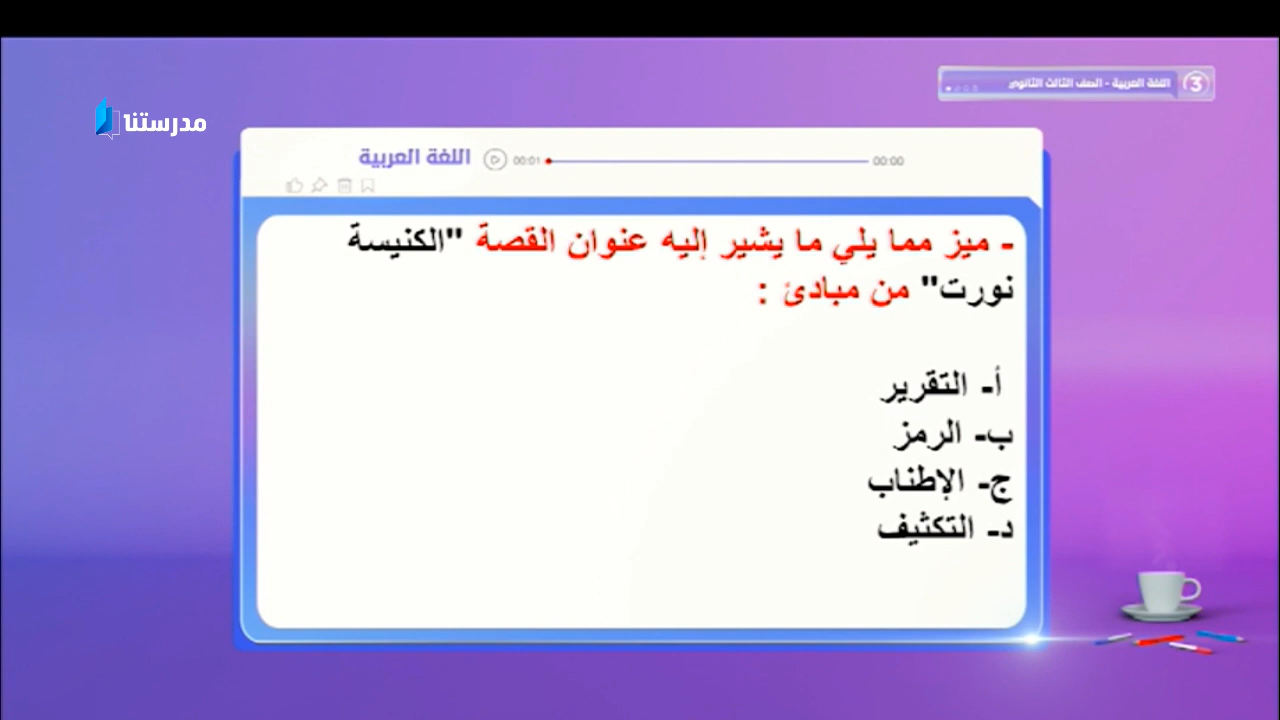 اللغة العربية - الصف الثالث الثانوي 3
مدرستنا
اللغة العربية 00:01 00:00
- ميز مما يلي ما يشير إليه عنوان القصة "الكنيسة
نورت" من مبادئ :
أ- التقرير
ب- الرمز
ج- الإطناب
د- التكثيف